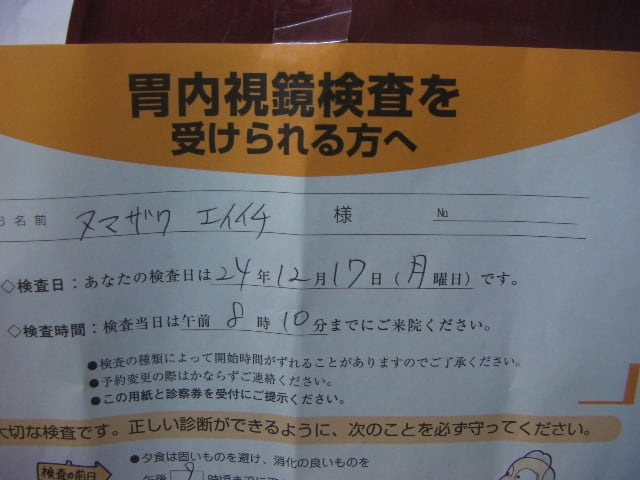 胃内視鏡検査を
受けられる方へ
お名前 ヌマザワ エイイチ 様 №
◇検査日：あなたの検査日は24年12月17日（月曜日）です。
◇検査時間：検査当日は午前 8時10分までにご来院ください。
●検査の種類によって開始時間がずれることがありますのでご了承ください。
●予約変更の際はかならずご連絡ください。
●この用紙と診察券を受付にご提示ください。
大切な検査です。正しい診断ができるように、次のことを必ず守ってください。
検査の前日
●夕食は固いものを避け、消化の良いものを